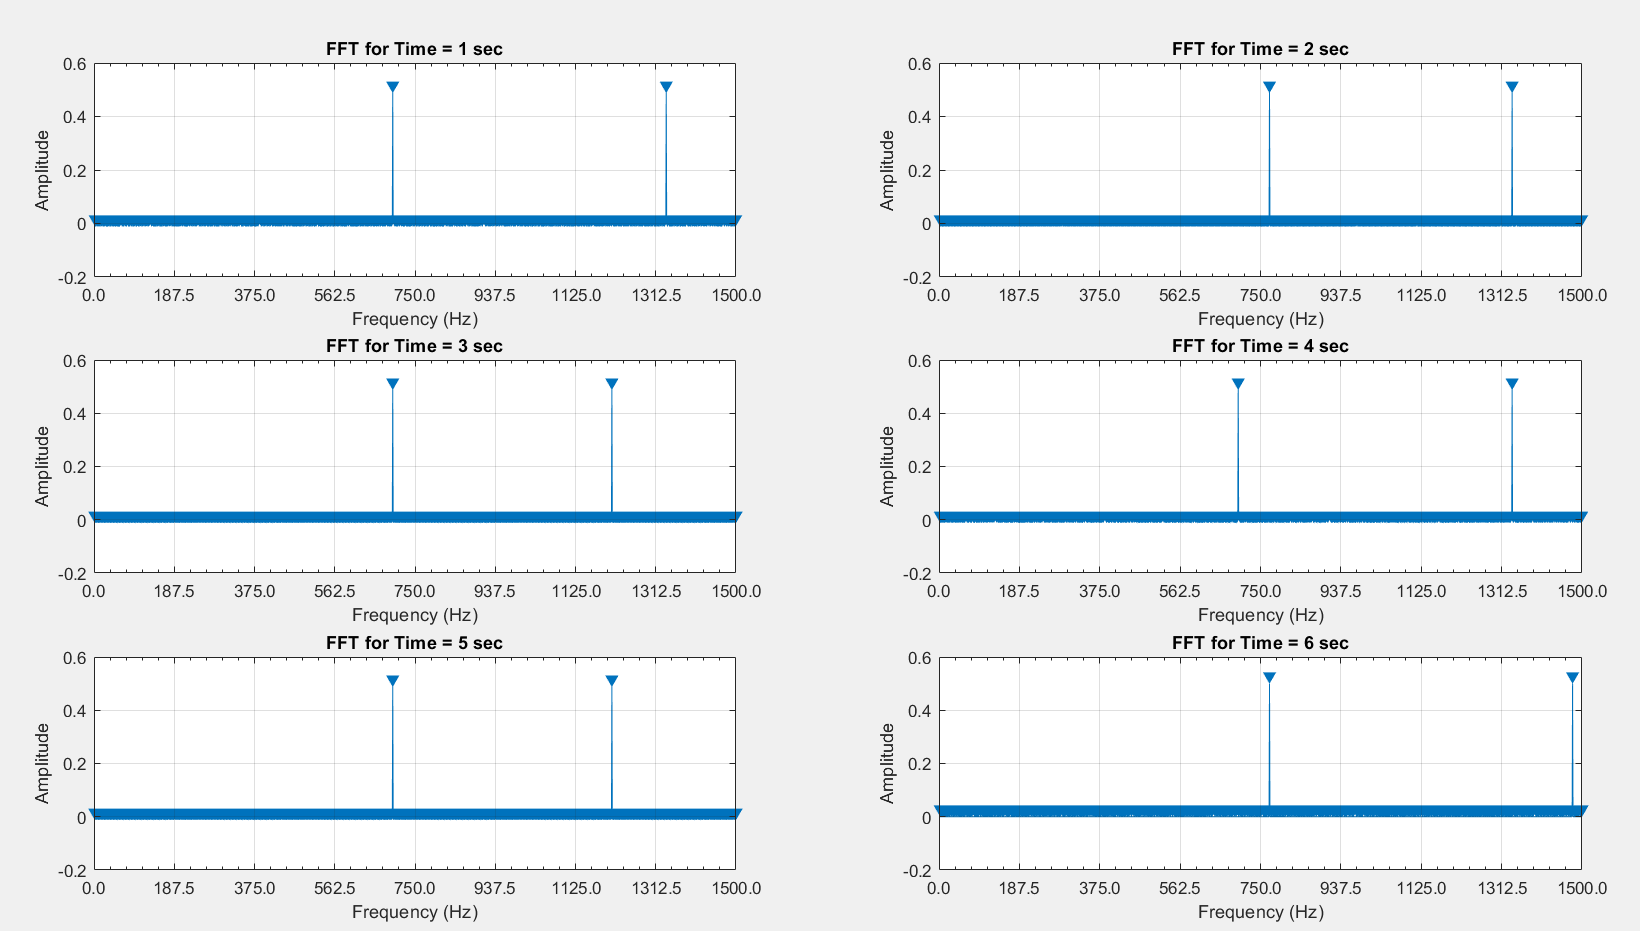 FFT for Time = 1 sec
0.6
0.4
0.2
0
-0.2
Amplitude
0.0 187.5 375.0 562.5 750.0 937.5 1125.0 1312.5 1500.0
Frequency (Hz)
FFT for Time = 2 sec
0.6
0.4
0.2
0
-0.2
Amplitude
0.0 187.5 375.0 562.5 750.0 937.5 1125.0 1312.5 1500.0
Frequency (Hz)
FFT for Time = 3 sec
0.6
0.4
0.2
0
-0.2
Amplitude
0.0 187.5 375.0 562.5 750.0 937.5 1125.0 1312.5 1500.0
Frequency (Hz)
FFT for Time = 4 sec
0.6
0.4
0.2
0
-0.2
Amplitude
0.0 187.5 375.0 562.5 750.0 937.5 1125.0 1312.5 1500.0
Frequency (Hz)
FFT for Time = 5 sec
0.6
0.4
0.2
0
-0.2
Amplitude
0.0 187.5 375.0 562.5 750.0 937.5 1125.0 1312.5 1500.0
Frequency (Hz)
FFT for Time = 6 sec
0.6
0.4
0.2
0
-0.2
Amplitude
0.0 187.5 375.0 562.5 750.0 937.5 1125.0 1312.5 1500.0
Frequency (Hz)